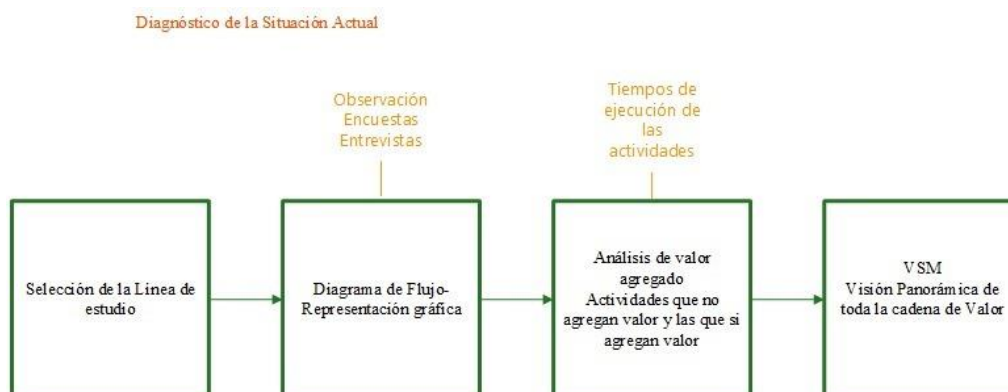 Diagnóstico de la Situación Actual
Observación
Encuestas
Entrevistas
Tiempos de
ejecución de
las
actividades
Selección de la Linea de
estudio
Diagrama de Flujo-
Representación gráfica
Análisis de valor
agregado
Actividades que no
agregan valor y las que si
agregan valor
VSM
Visión Panorámica de
toda la cadena de Valor